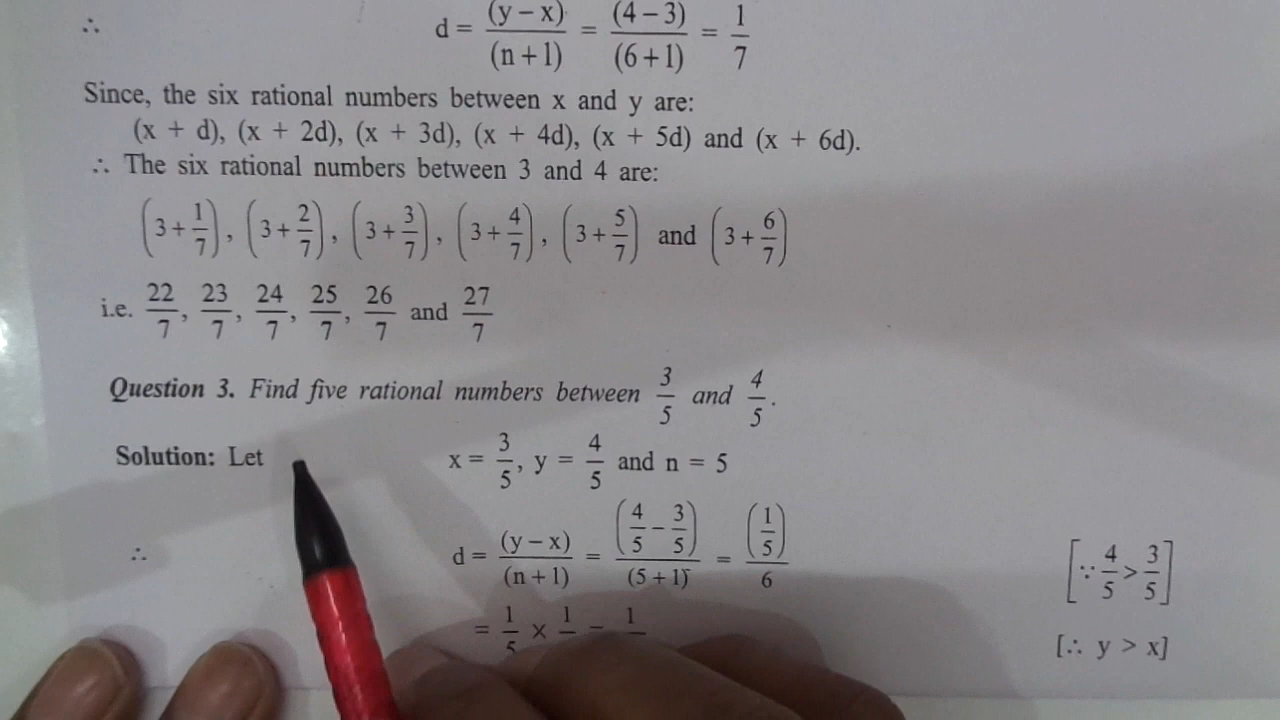 ∴ d = (y − x)/(n + 1) = (4 − 3)/(6 + 1) = 1/7
Since, the six rational numbers between x and y are:
(x + d), (x + 2d), (x + 3d), (x + 4d), (x + 5d) and (x + 6d).
∴ The six rational numbers between 3 and 4 are:
(3 + 1/7), (3 + 2/7), (3 + 3/7), (3 + 4/7), (3 + 5/7) and (3 + 6/7)
i.e. 22/7, 23/7, 24/7, 25/7, 26/7 and 27/7
Question 3. Find five rational numbers between 3/5 and 4/5.
Solution: Let x = 3/5, y = 4/5 and n = 5
∴ d = (y − x)/(n + 1) = (4/5 − 3/5)/(5 + 1) = (1/5)/6 [∵ 4/5 > 3/5]
= 1/5 × 1 = 1 [∴ y > x]